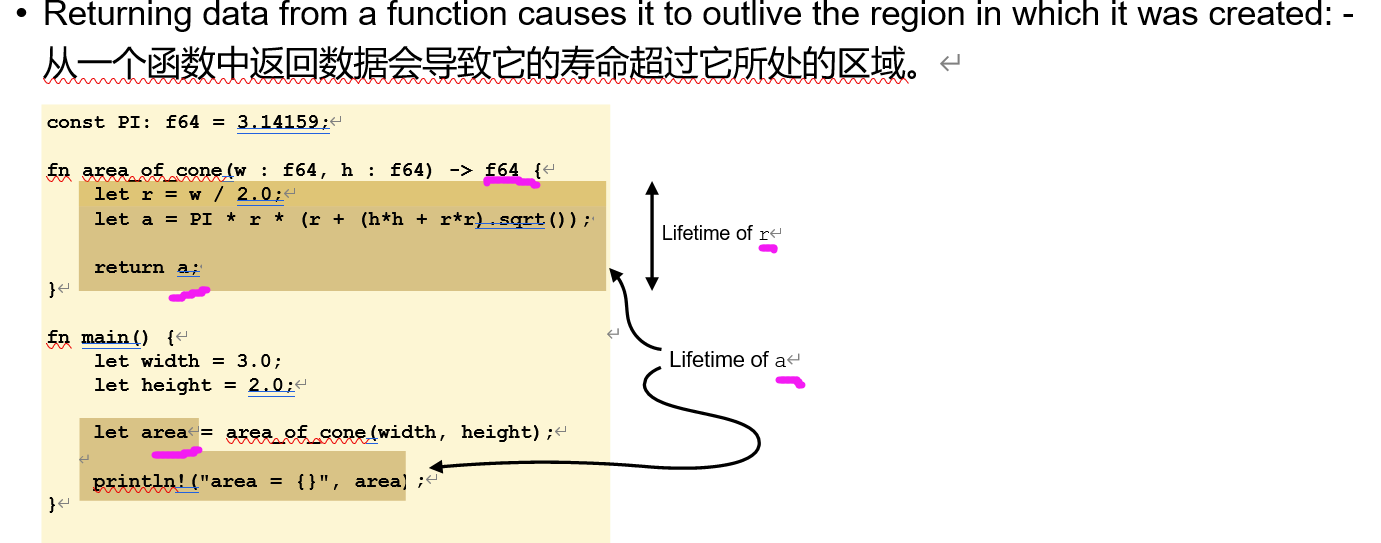 • Returning data from a function causes it to outlive the region in which it was created: -
从一个函数中返回数据会导致它的寿命超过它所处的区域。
const PI: f64 = 3.14159;
fn area_of_cone(w : f64, h : f64) -> f64 {
let r = w / 2.0;
let a = PI * r * (r + (h*h + r*r).sqrt());
return a;
}
Lifetime of r
fn main() {
let width = 3.0;
let height = 2.0;
Lifetime of a
let area = area_of_cone(width, height);
println!("area = {}", area) ;
}